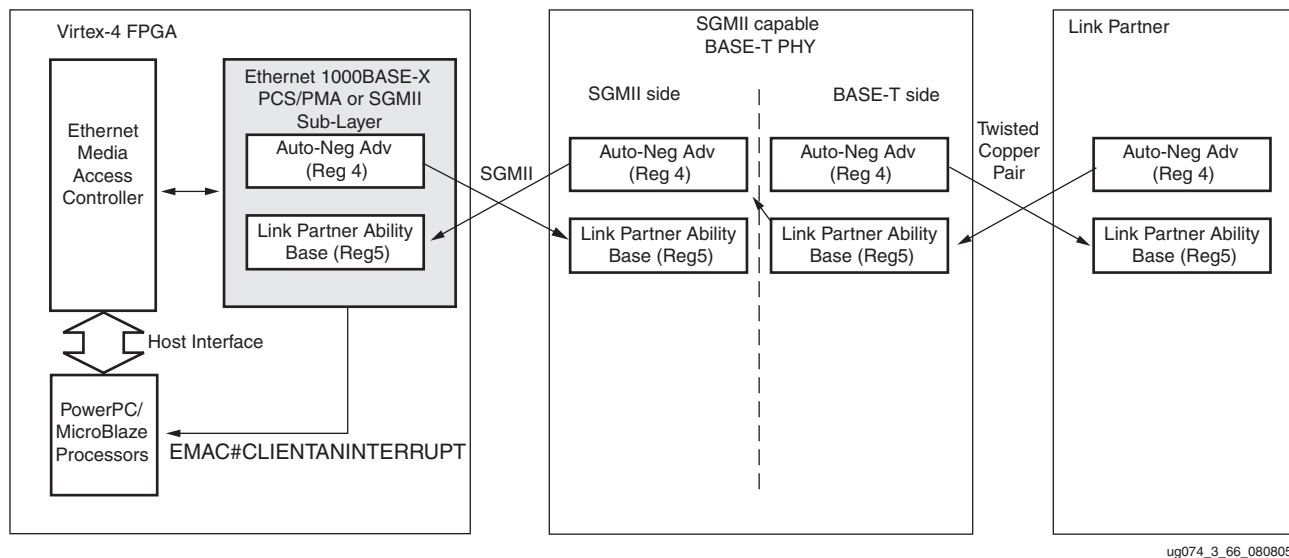 Virtex-4 FPGA
Ethernet
Media
Access
Controller
Ethernet 1000BASE-X
PCS/PMA or SGMII
Sub-Layer
Auto-Neg Adv
(Reg 4)
Link Partner Ability
Base (Reg5)
Host Interface
PowerPC/
MicroBlaze
Processors
EMAC#CLIENTANINTERRUPT
SGMII
SGMII capable
BASE-T PHY
SGMII side
Auto-Neg Adv
(Reg 4)
Link Partner Ability
Base (Reg5)
BASE-T side
Auto-Neg Adv
(Reg 4)
Link Partner Ability
Base (Reg5)
Twisted
Copper
Pair
Link Partner
Auto-Neg Adv
(Reg 4)
Link Partner Ability
Base (Reg5)
ug074_3_66_080805